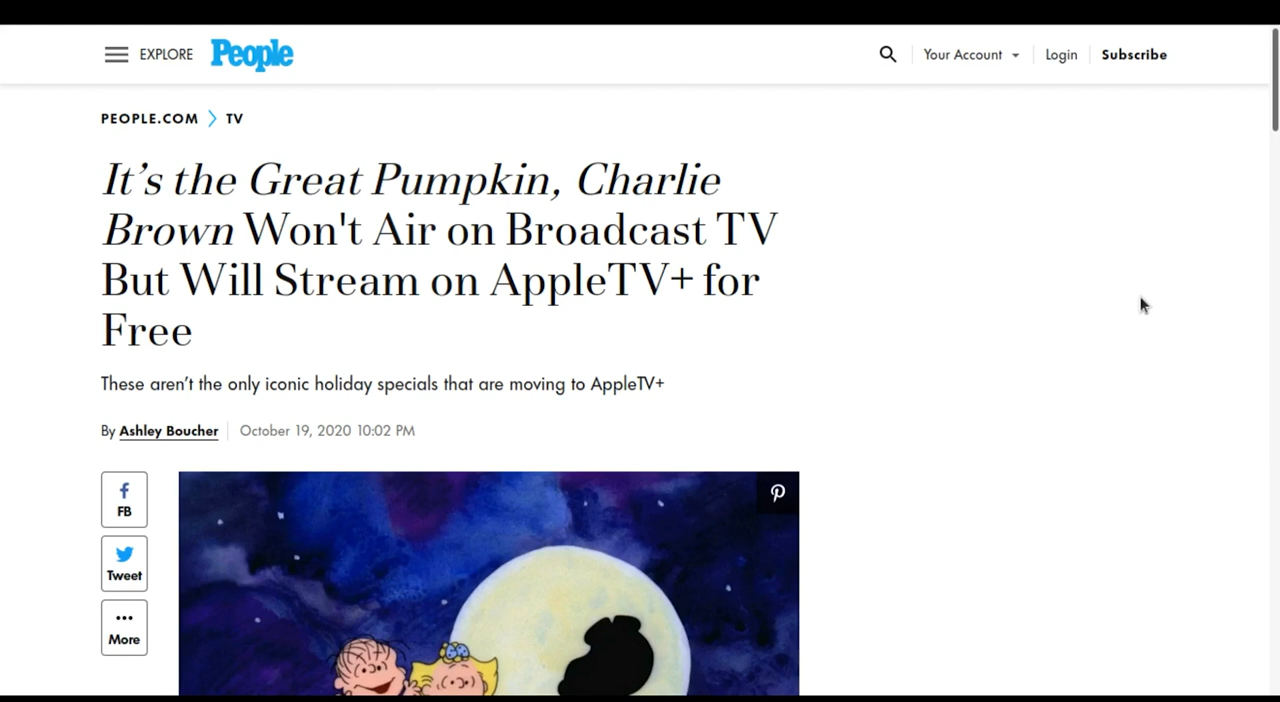 EXPLORE People Your Account Login Subscribe
PEOPLE.COM TV
It’s the Great Pumpkin, Charlie
Brown Won't Air on Broadcast TV
But Will Stream on AppleTV+ for
Free
These aren’t the only iconic holiday specials that are moving to AppleTV+
By Ashley Boucher October 19, 2020 10:02 PM
FB
Tweet
More